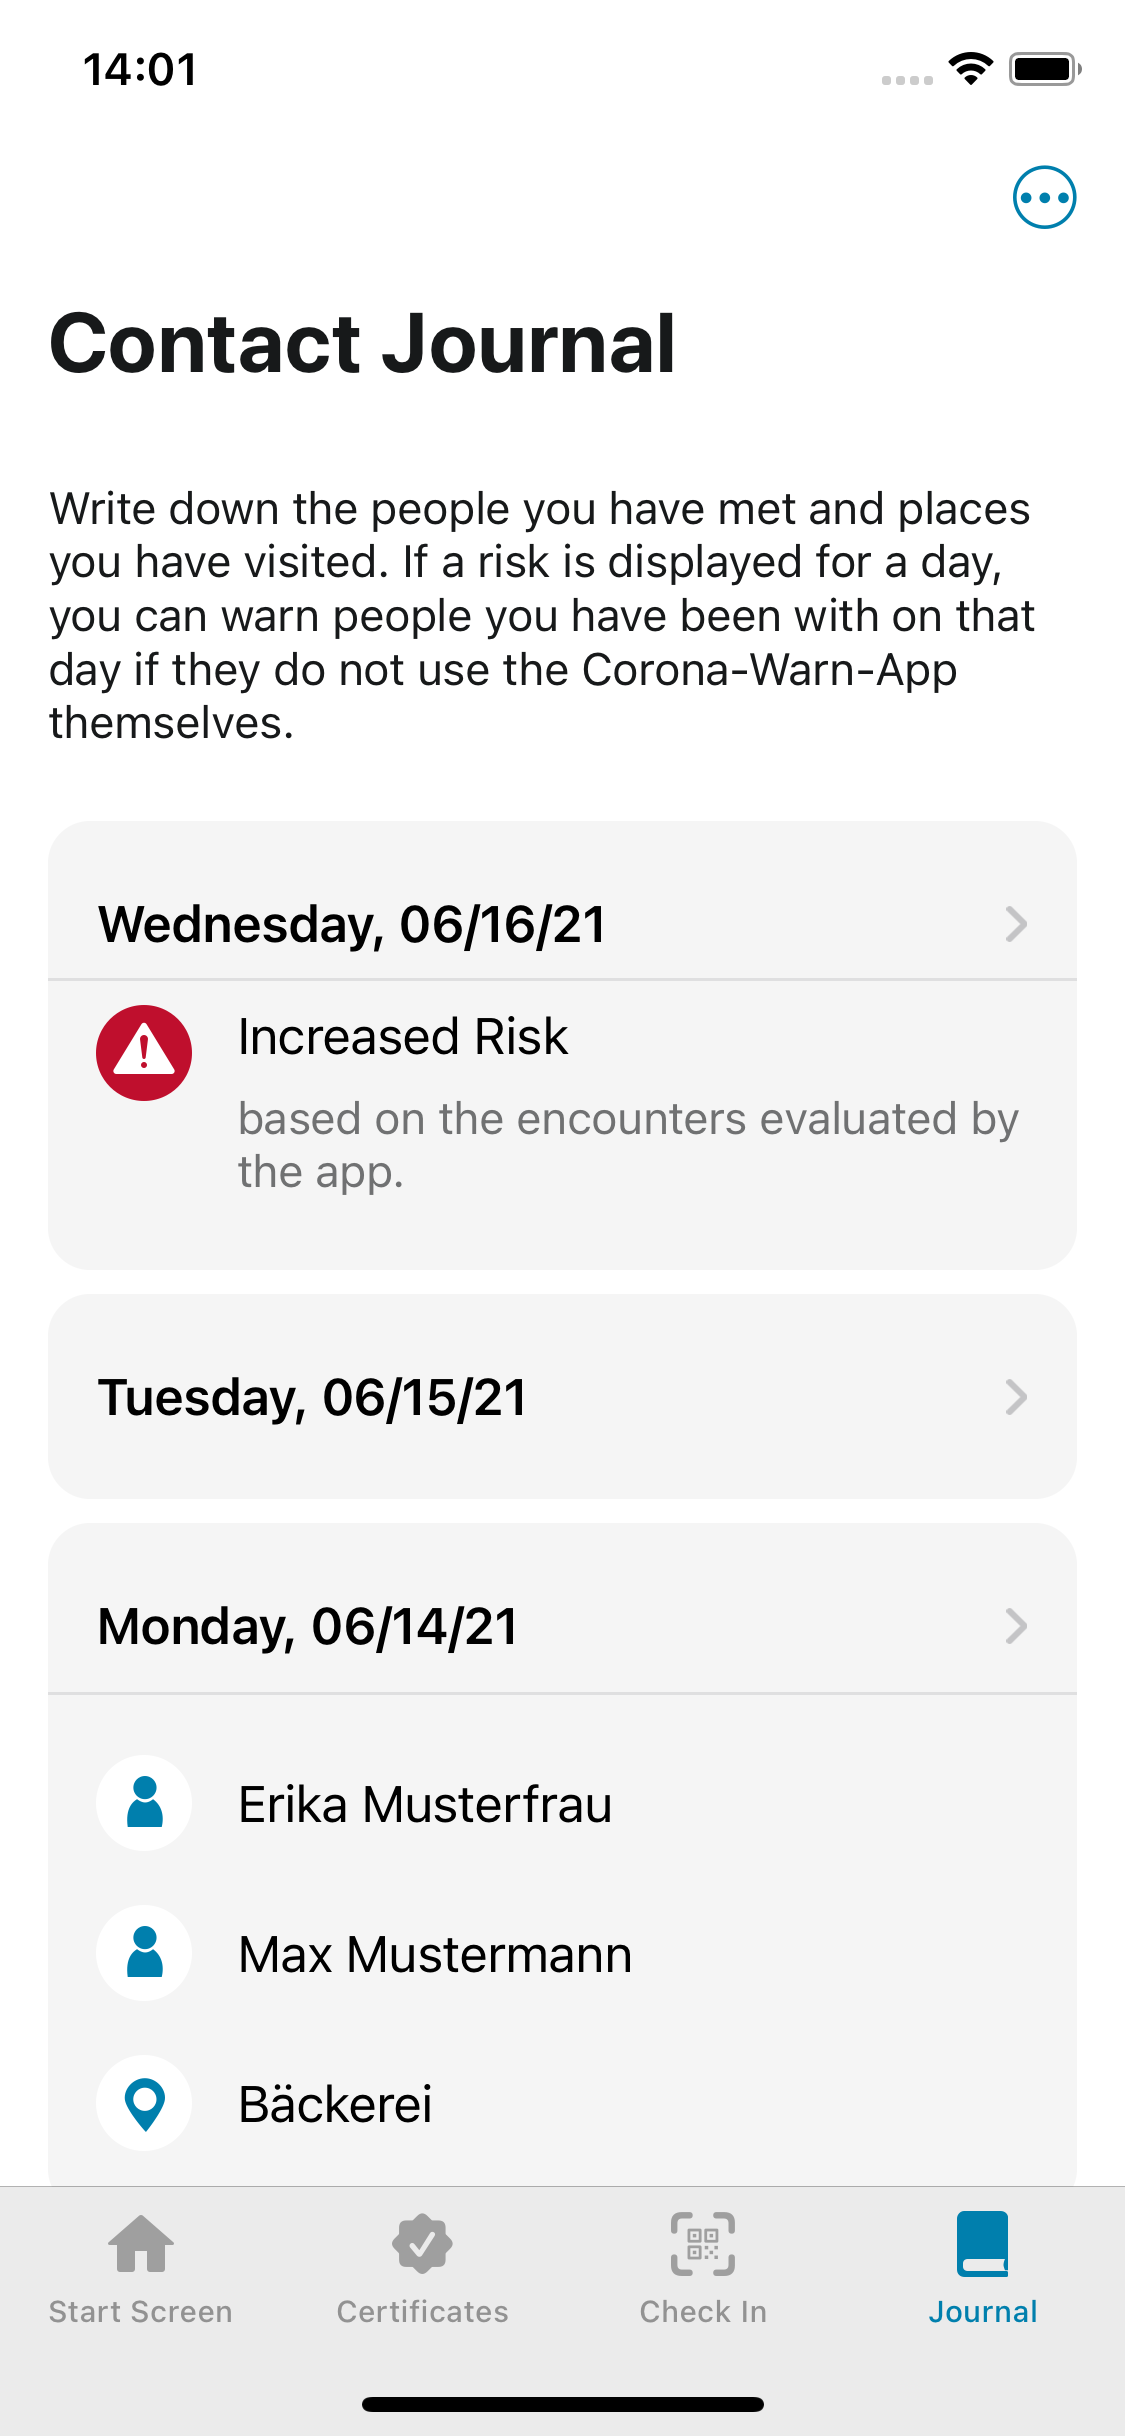 14:01
Contact Journal
Write down the people you have met and places
you have visited. If a risk is displayed for a day,
you can warn people you have been with on that
day if they do not use the Corona-Warn-App
themselves.
Wednesday, 06/16/21
Increased Risk
based on the encounters evaluated by
the app.
Tuesday, 06/15/21
Monday, 06/14/21
Erika Musterfrau
Max Mustermann
Bäckerei
Start Screen
Certificates
Check In
Journal